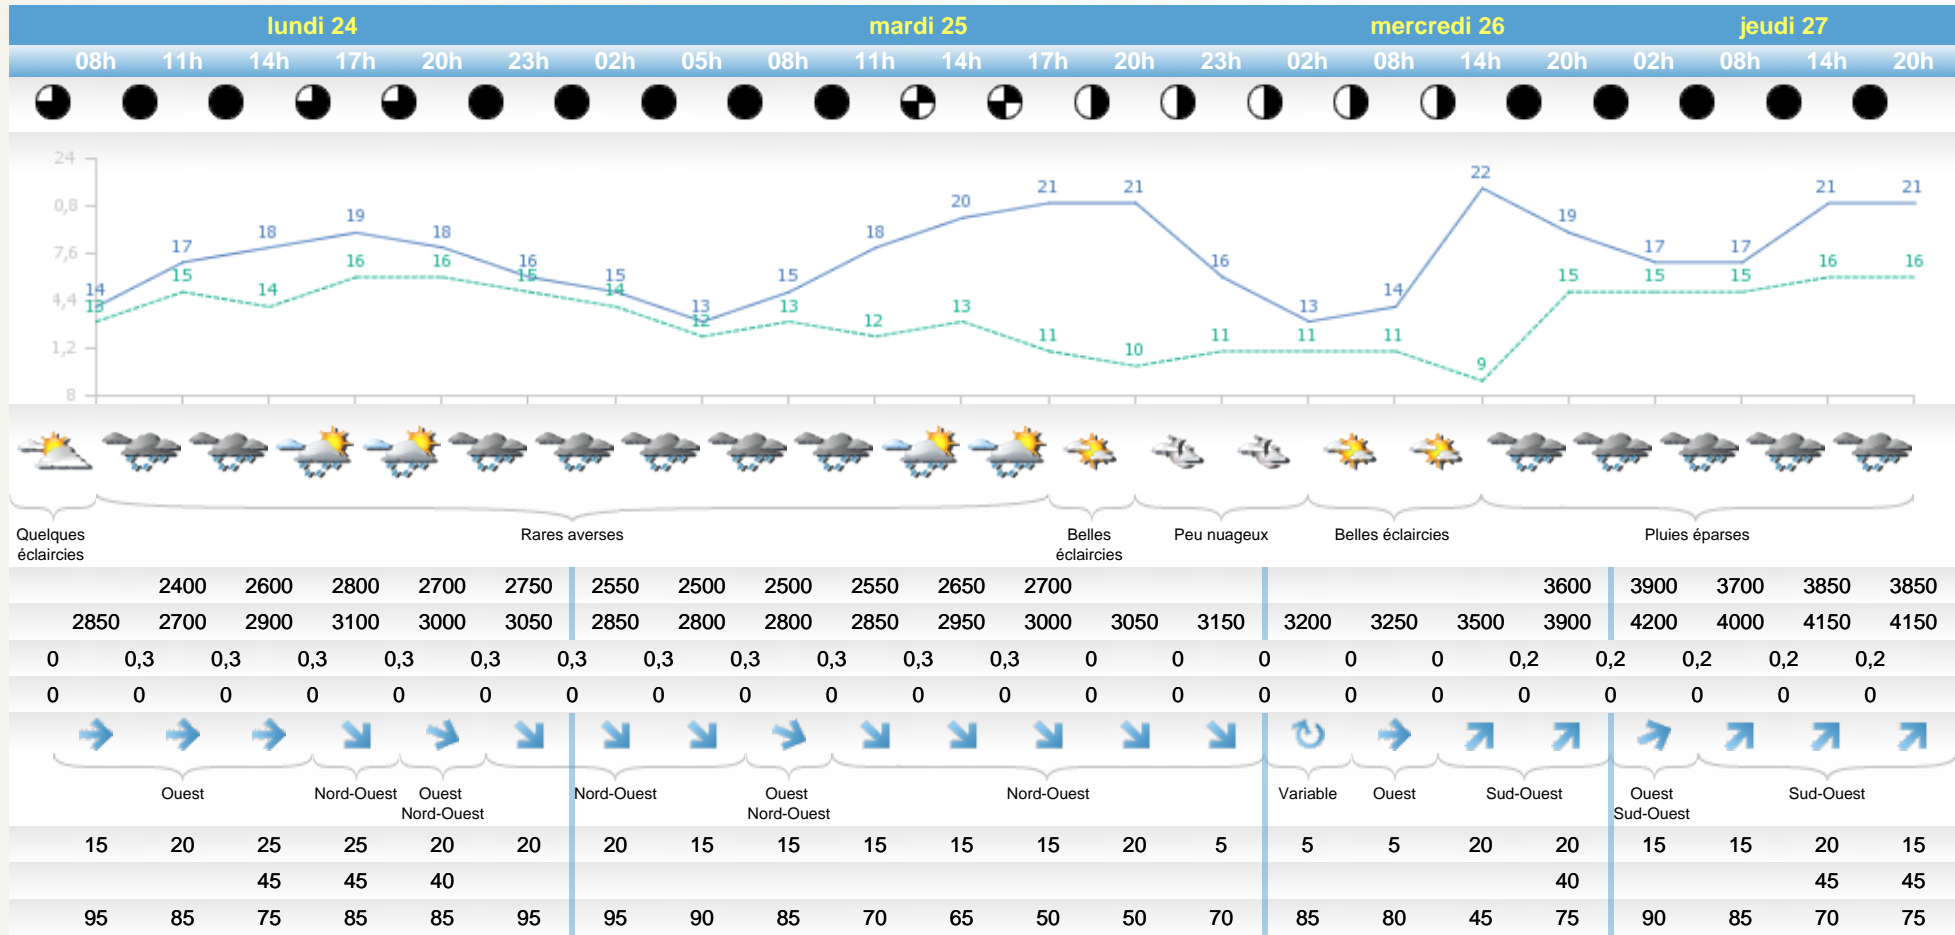 lundi 24 mardi 25 mercredi 26 jeudi 27
08h 11h 14h 17h 20h 23h 02h 05h 08h 11h 14h 17h 20h 23h 02h 08h 14h 20h 02h 08h 14h 20h
24
0,8
7,6
4,4
1,2
8
14 17 18 19 18 16 15 13 15 18 20 21 21 16 13 14 22 19 17 17 21 21
13 15 14 16 16 15 14 12 13 12 13 11 10 11 11 11 9 15 15 15 16 16
Quelques Rares averses Belles Peu nuageux Belles éclaircies Pluies éparses
éclaircies éclaircies
2400 2600 2800 2700 2750 2550 2500 2500 2550 2650 2700 3600 3900 3700 3850 3850
2850 2700 2900 3100 3000 3050 2850 2800 2800 2850 2950 3000 3050 3150 3200 3250 3500 3900 4200 4000 4150 4150
0 0,3 0,3 0,3 0,3 0,3 0,3 0,3 0,3 0,3 0,3 0,3 0 0 0 0 0 0,2 0,2 0,2 0,2 0,2
0 0 0 0 0 0 0 0 0 0 0 0 0 0 0 0 0 0 0 0 0 0
Ouest Nord-Ouest Ouest Nord-Ouest Ouest Nord-Ouest Variable Ouest Sud-Ouest Ouest Sud-Ouest
Nord-Ouest Nord-Ouest Sud-Ouest
15 20 25 25 20 20 20 15 15 15 15 15 20 5 5 5 20 20 15 15 20 15
45 45 40 40 45 45
95 85 75 85 85 95 95 90 85 70 65 50 50 70 85 80 45 75 90 85 70 75